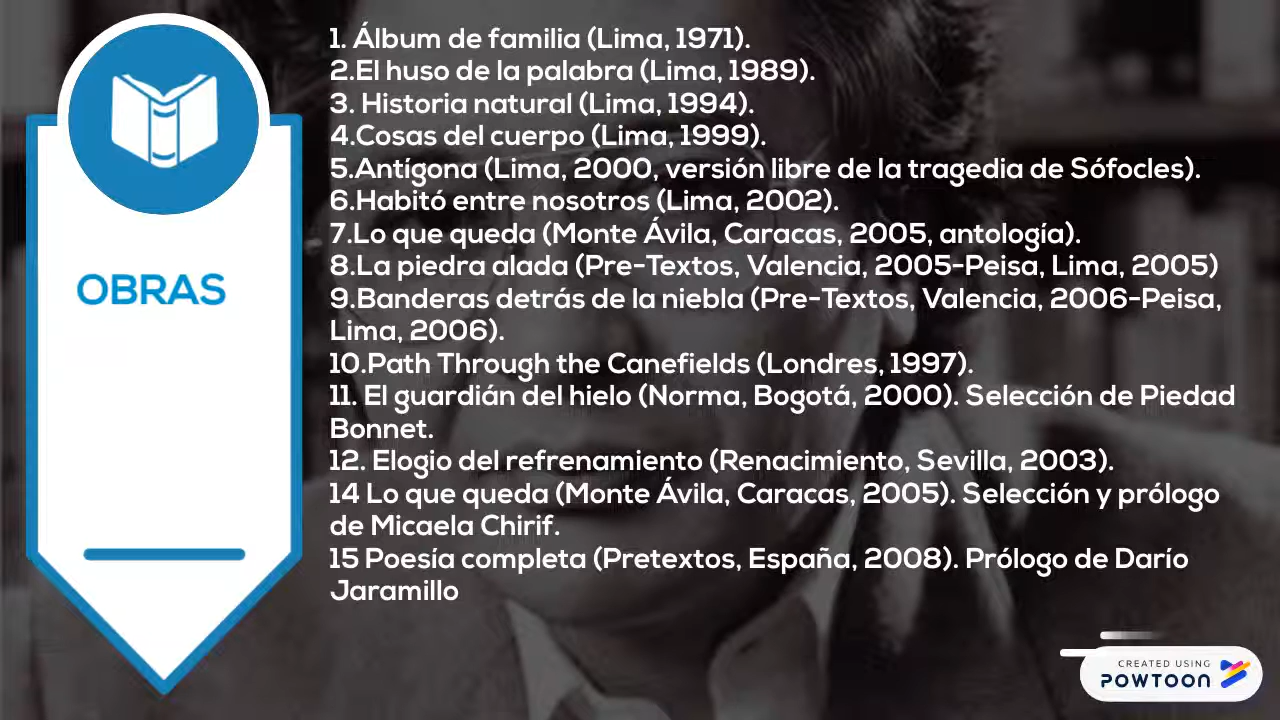 OBRAS
1. Álbum de familia (Lima, 1971).
2.El huso de la palabra (Lima, 1989).
3. Historia natural (Lima, 1994).
4.Cosas del cuerpo (Lima, 1999).
5.Antígona (Lima, 2000, versión libre de la tragedia de Sófocles).
6.Habitó entre nosotros (Lima, 2002).
7.Lo que queda (Monte Ávila, Caracas, 2005, antología).
8.La piedra alada (Pre-Textos, Valencia, 2005-Peisa, Lima, 2005)
9.Banderas detrás de la niebla (Pre-Textos, Valencia, 2006-Peisa,
Lima, 2006).
10.Path Through the Canefields (Londres, 1997).
11. El guardián del hielo (Norma, Bogotá, 2000). Selección de Piedad
Bonnet.
12. Elogio del refrenamiento (Renacimiento, Sevilla, 2003).
14 Lo que queda (Monte Ávila, Caracas, 2005). Selección y prólogo
de Micaela Chirif.
15 Poesía completa (Pretextos, España, 2008). Prólogo de Darío
Jaramillo
CREATED USING
POWTOON